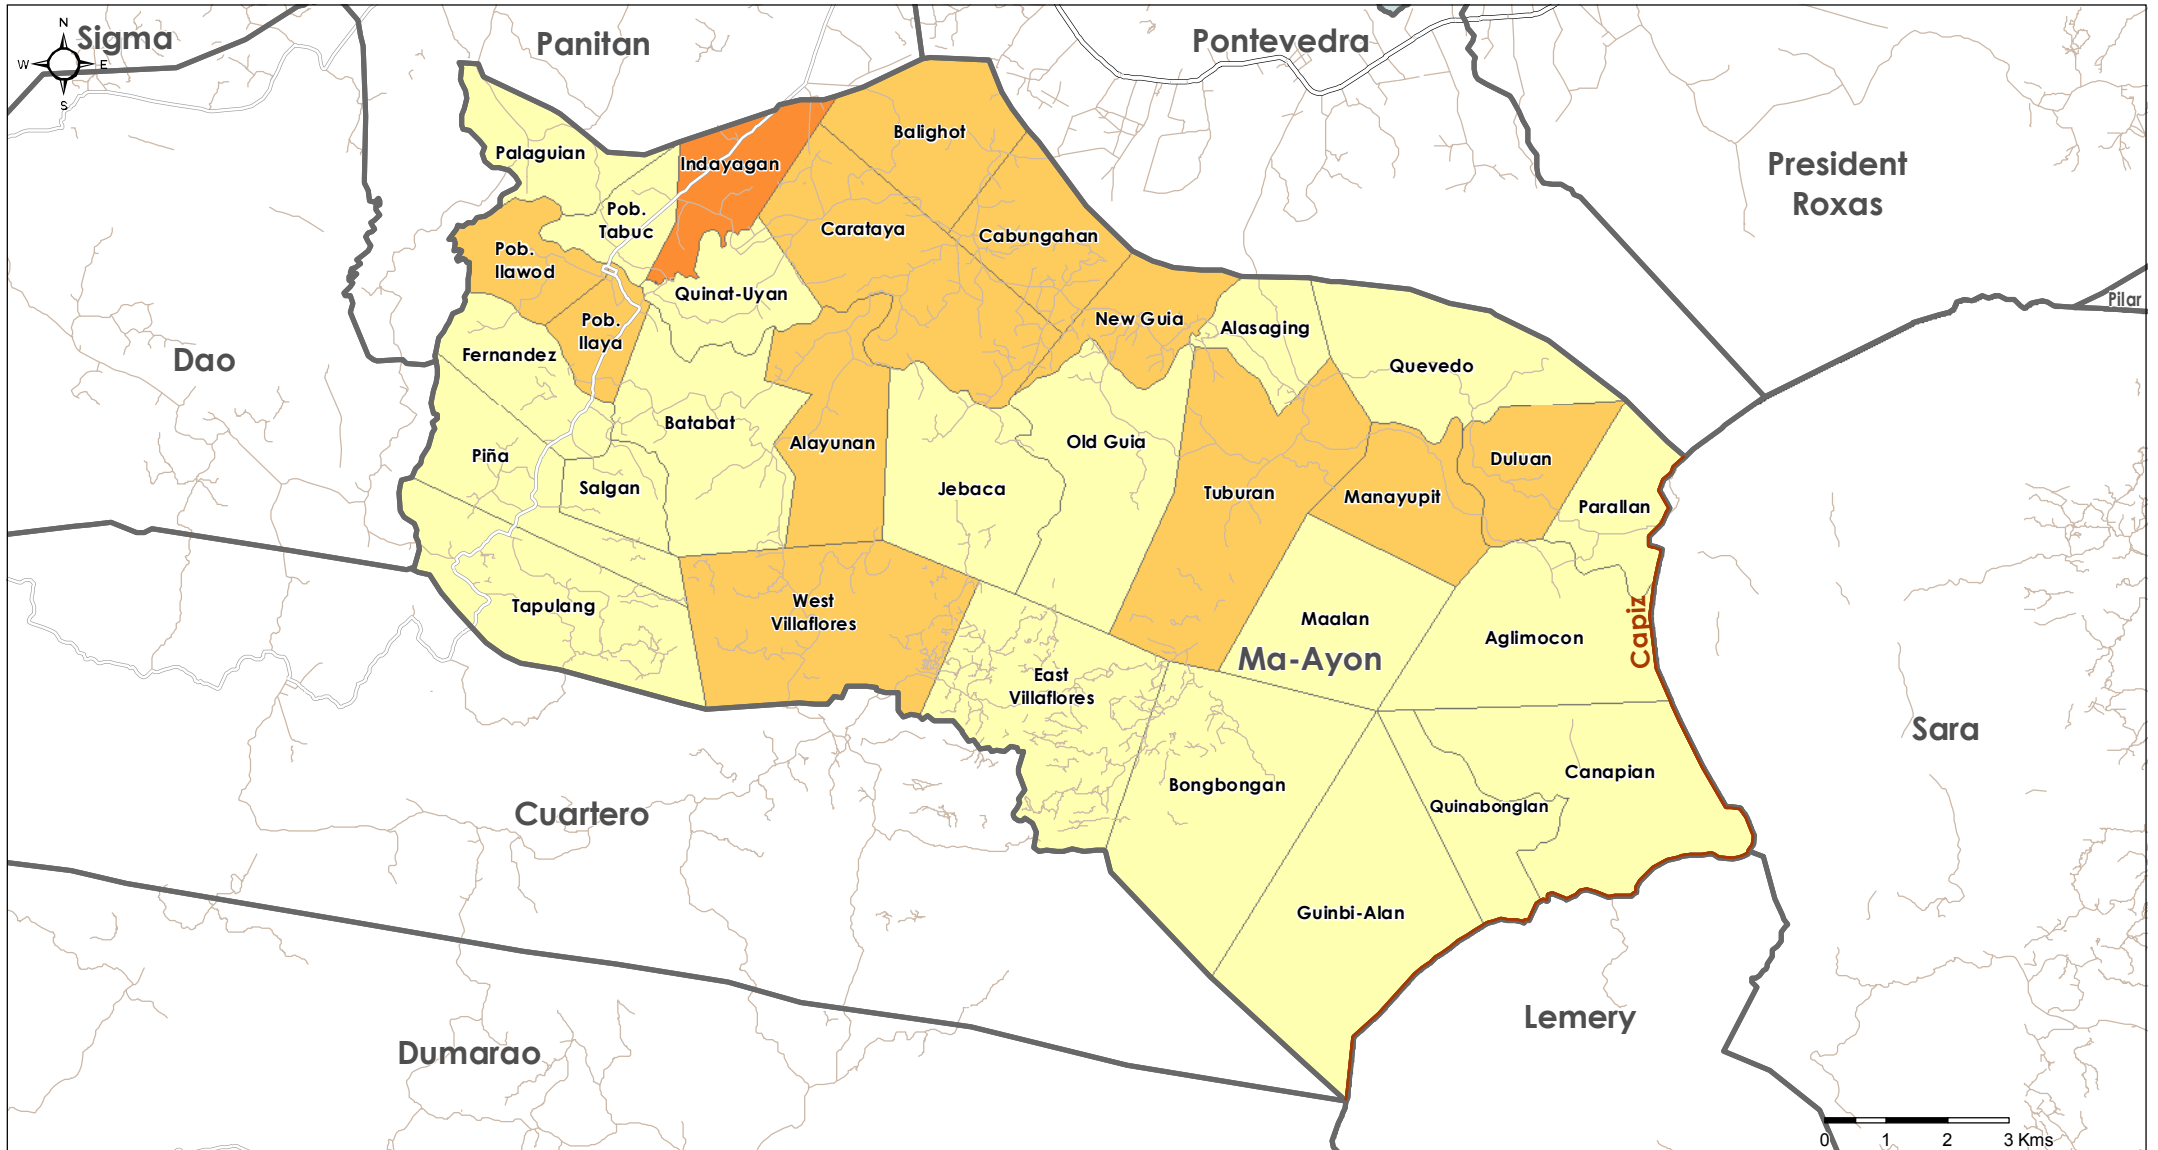 N
Sigma
W
E
S
Panitan
Pontevedra
President
Roxas
Pilar
Dao
Palaguian
Indayagan
Balighot
Pob.
Tabuc
Carataya
Cabungahan
Pob.
Ilawod
Quinat-Uyan
Pob.
Ilaya
New Guia
Alasaging
Fernandez
Quevedo
Batabat
Alayunan
Old Guia
Piña
Duluan
Salgan
Jebaca
Tuburan
Manayupit
Parallan
Tapulang
West
Villaflores
Maalan
Aglimocon
Capiz
Ma-Ayon
East
Villaflores
Sara
Bongbongan
Canapian
Quinabonglan
Cuartero
Guinbi-Alan
Lemery
Dumarao
0 1 2 3 Kms